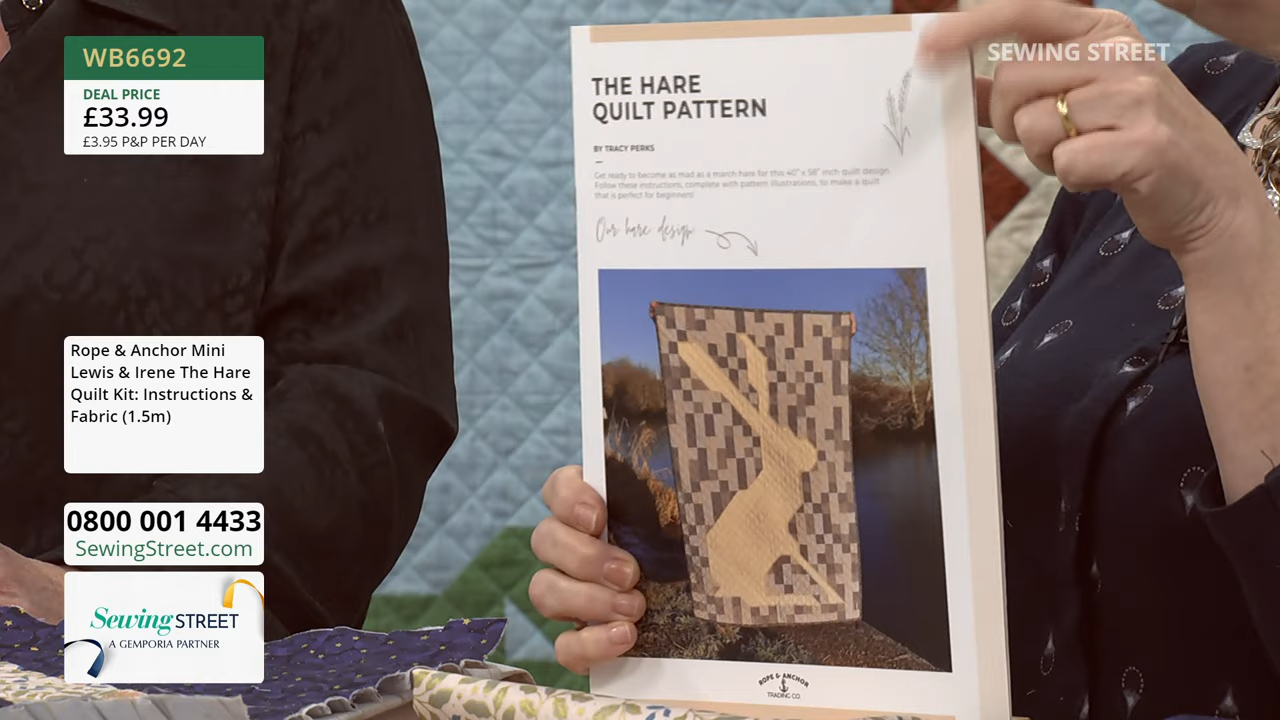 WB6692
DEAL PRICE
£33.99
£3.95 P&P PER DAY
Rope & Anchor Mini
Lewis & Irene The Hare
Quilt Kit: Instructions &
Fabric (1.5m)
0800 001 4433
SewingStreet.com
Sewing STREET
A GEMPORIA PARTNER
SEWING STREET
THE HARE
QUILT PATTERN
BY TRACY PERKS
Get ready to become as mad as a march hare for this 40" x 58" inch quilt design.
Follow these instructions, complete with pattern illustrations, to make a quilt
that is perfect for beginners!
Our hare design
ROPE & ANCHOR
TRADING CO.